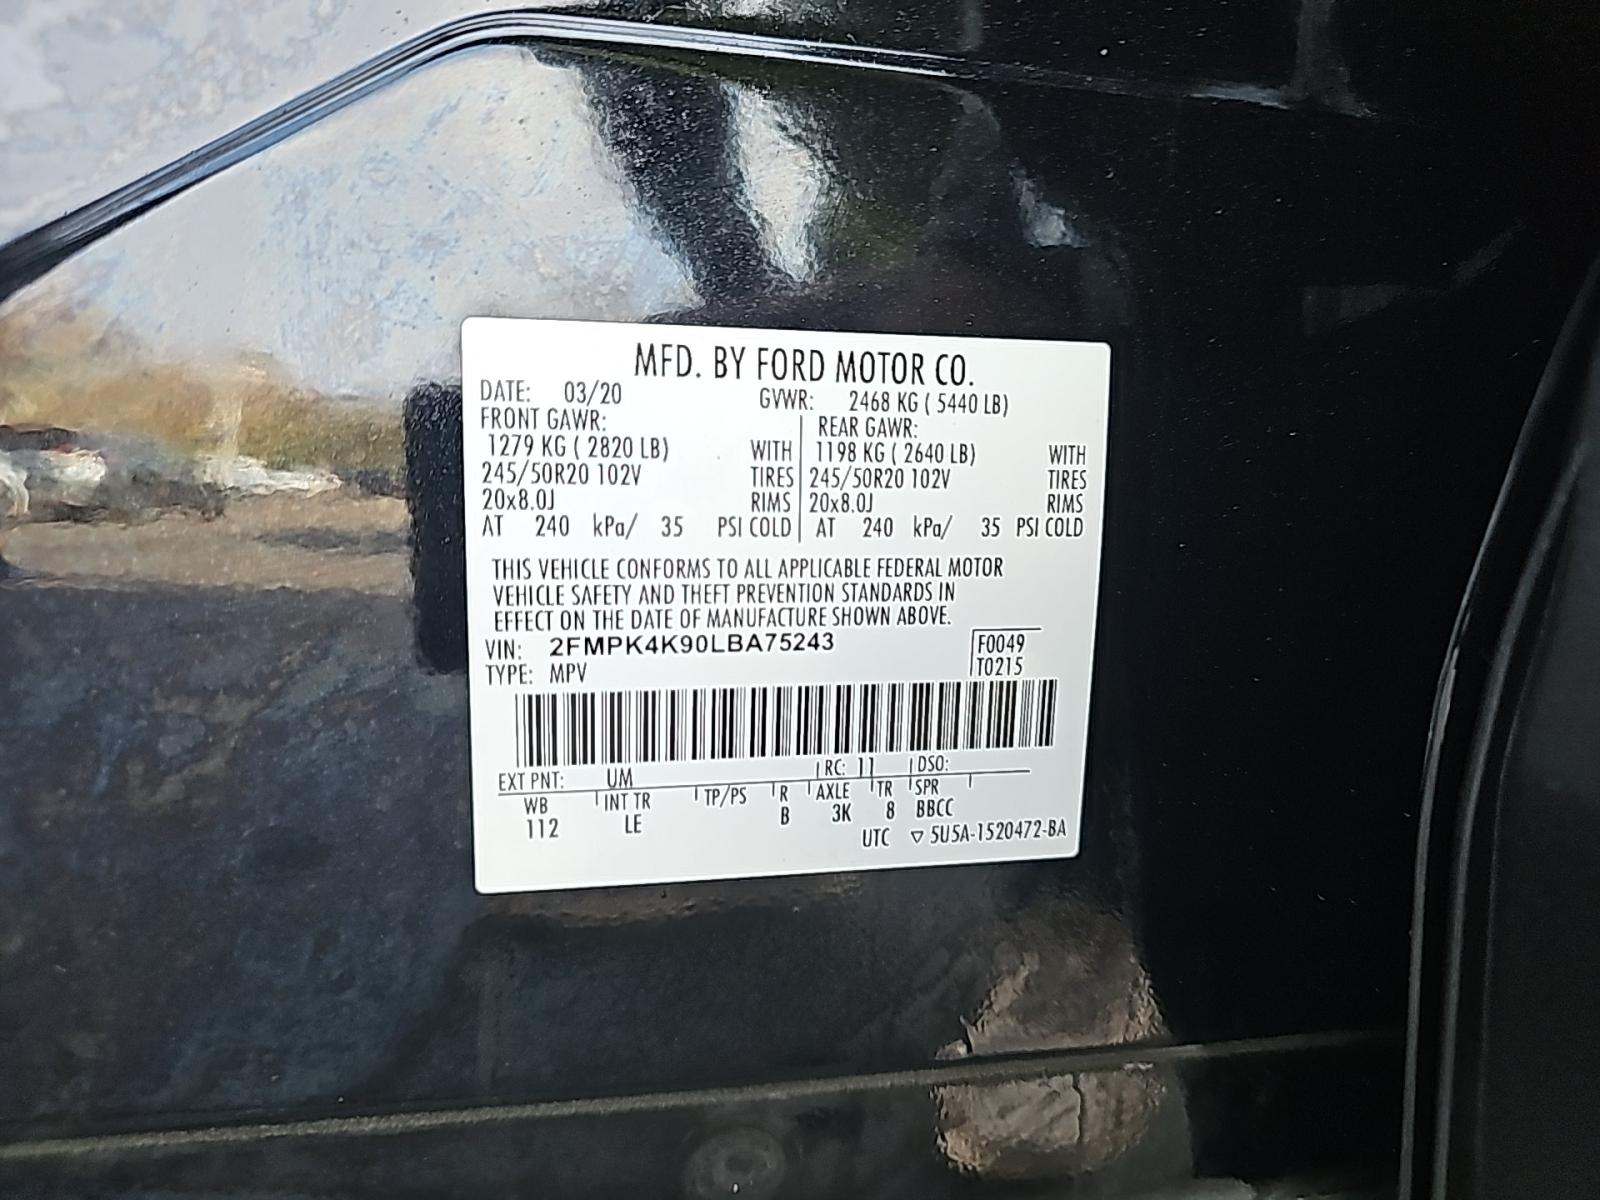 MFD. BY FORD MOTOR CO.
DATE: 03/20 GVWR: 2468 KG ( 5440 LB)
FRONT GAWR: REAR GAWR:
1279 KG ( 2820 LB) WITH 1198 KG ( 2640 LB) WITH
245/50R20 102V TIRES 245/50R20 102V TIRES
20x8.0J RIMS 20x8.0J RIMS
AT 240 kPa/ 35 PSI COLD AT 240 kPa/ 35 PSI COLD
THIS VEHICLE CONFORMS TO ALL APPLICABLE FEDERAL MOTOR
VEHICLE SAFETY AND THEFT PREVENTION STANDARDS IN
EFFECT ON THE DATE OF MANUFACTURE SHOWN ABOVE.
VIN: 2FMPK4K90LBA75243 F0049
TYPE: MPV T0215
EXT PNT: UM RC: 11 DSO:
WB INT TR TP/PS R AXLE TR SPR
112 LE B 3K 8 BBCC
UTC ▽ 5U5A-1520472-BA